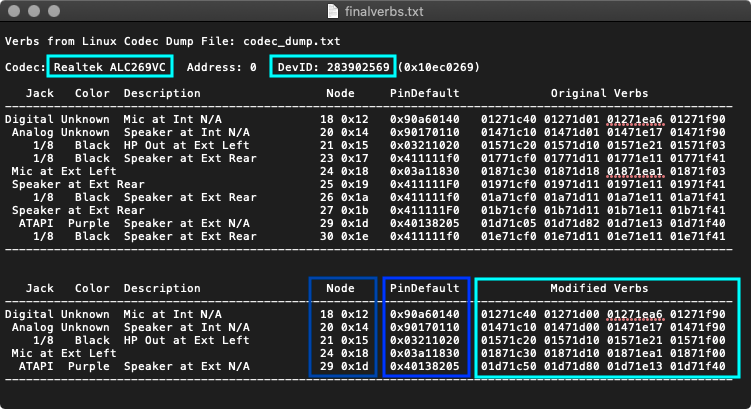 finalverbs.txt
Verbs from Linux Codec Dump File: codec_dump.txt
Codec: Realtek ALC269VC Address: 0 DevID: 283902569 (0x10ec0269)
Jack Color Description Node PinDefault Original Verbs
Digital Unknown Mic at Int N/A 18 0x12 0x90a60140 01271c40 01271d01 01271ea6 01271f90
Analog Unknown Speaker at Int N/A 20 0x14 0x90170110 01471c10 01471d01 01471e17 01471f90
1/8 Black HP Out at Ext Left 21 0x15 0x03211020 01571c20 01571d10 01571e21 01571f03
1/8 Black Speaker at Ext Rear 23 0x17 0x411111f0 01771cf0 01771d11 01771e11 01771f41
Mic at Ext Left 24 0x18 0x03a11830 01871c30 01871d18 01871ea1 01871f03
Speaker at Ext Rear 25 0x19 0x411111F0 01971cf0 01971d11 01971e11 01971f41
1/8 Black Speaker at Ext Rear 26 0x1a 0x411111f0 01a71cf0 01a71d11 01a71e11 01a71f41
Speaker at Ext Rear 27 0x1b 0x411111F0 01b71cf0 01b71d11 01b71e11 01b71f41
ATAPI Purple Speaker at Ext N/A 29 0x1d 0x40138205 01d71c05 01d71d82 01d71e13 01d71f40
1/8 Black Speaker at Ext Rear 30 0x1e 0x411111f0 01e71cf0 01e71d11 01e71e11 01e71f41
Jack Color Description Node PinDefault Modified Verbs
Digital Unknown Mic at Int N/A 18 0x12 0x90a60140 01271c40 01271d00 01271ea6 01271f90
Analog Unknown Speaker at Int N/A 20 0x14 0x90170110 01471c10 01471d00 01471e17 01471f90
1/8 Black HP Out at Ext Left 21 0x15 0x03211020 01571c20 01571d10 01571e21 01571f00
Mic at Ext Left 24 0x18 0x03a11830 01871c30 01871d10 01871ea1 01871f00
ATAPI Purple Speaker at Ext N/A 29 0x1d 0x40138205 01d71c50 01d71d80 01d71e13 01d71f40